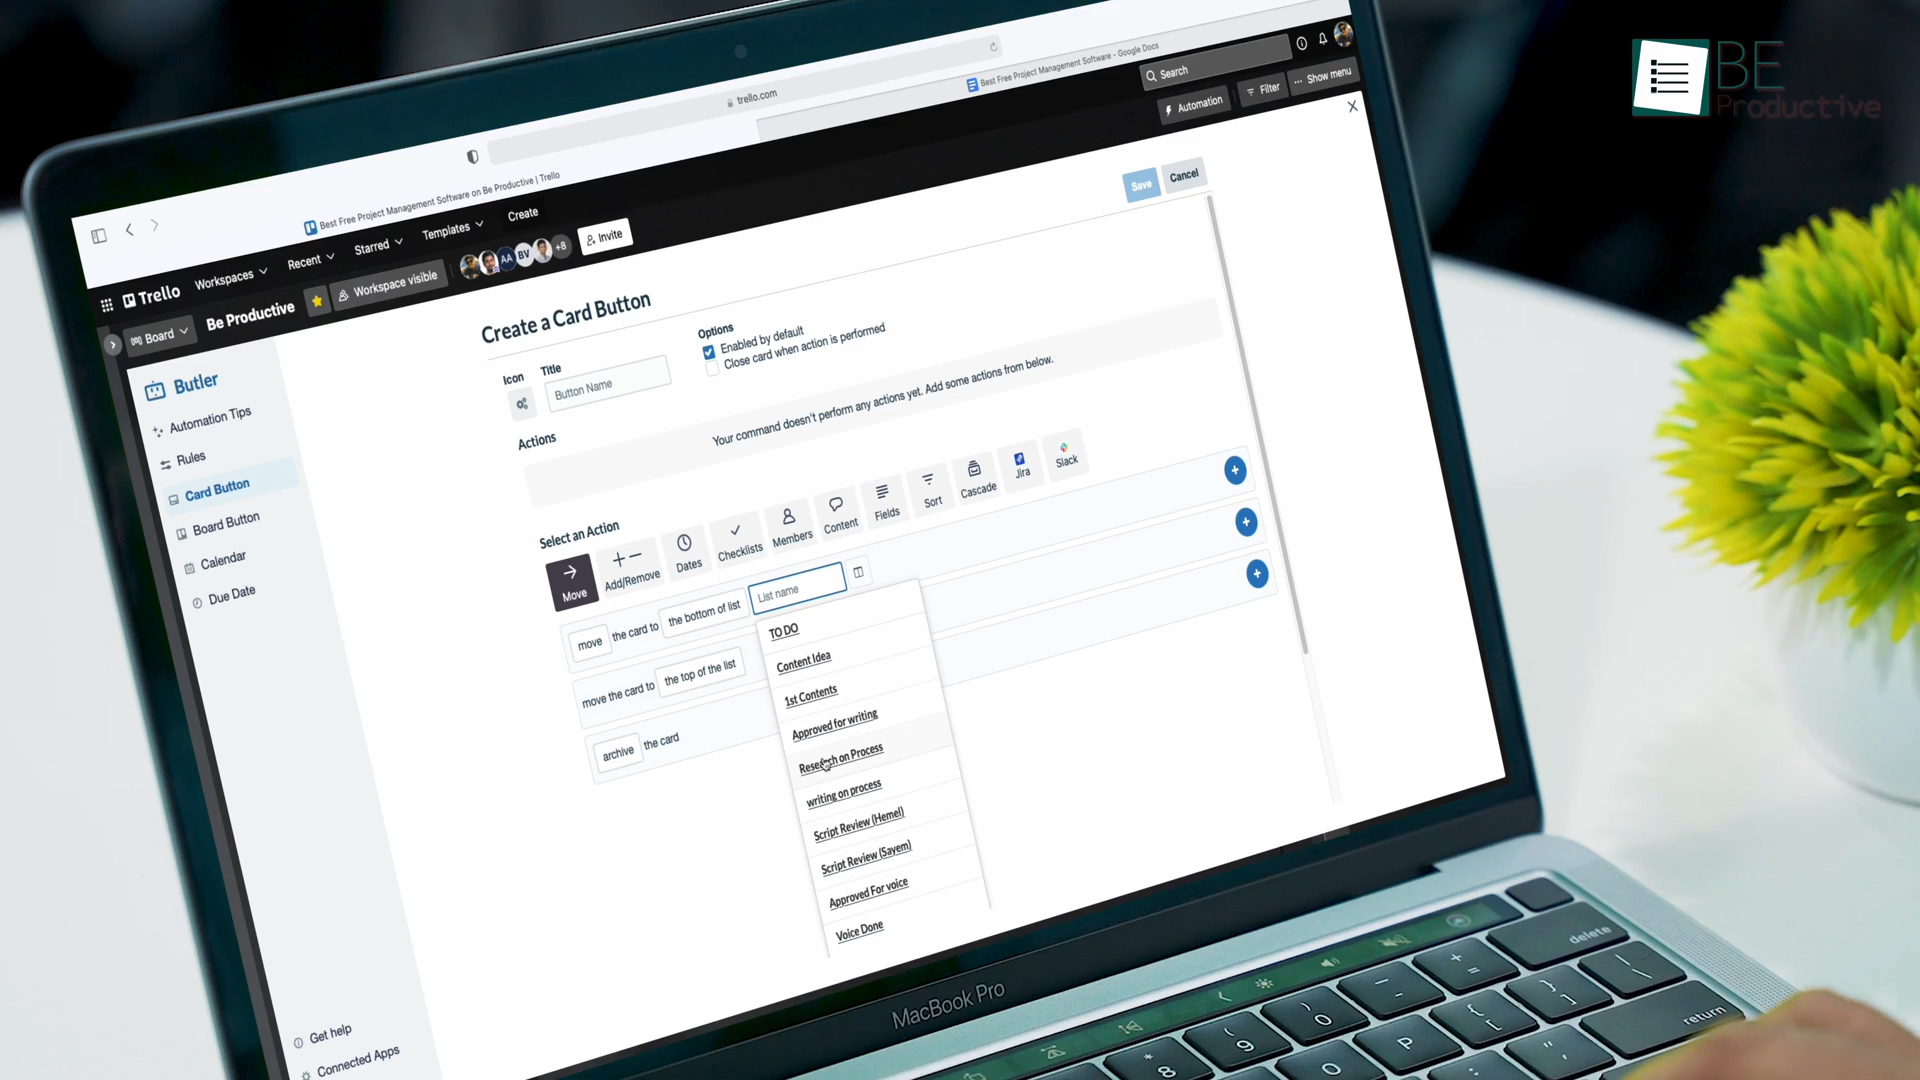 BE
Productive
trello.com
Best Free Project Management Software - Google Docs
Best Free Project Management Software on Be Productive | Trello
Trello
Workspaces
Recent
Starred
Templates
Create
Search
Board
Be Productive
Workspace visible
AA
BV
+8
Invite
Automation
Filter
... Show menu
Butler
Automation Tips
Rules
Card Button
Board Button
Calendar
Due Date
Get help
Connected Apps
Create a Card Button
Save
Cancel
Icon
Title
Button Name
Options
Enabled by default
Close card when action is performed
Actions
Your command doesn't perform any actions yet. Add some actions from below.
Select an Action
Move
Add/Remove
Dates
Checklists
Members
Content
Fields
Sort
Cascade
Jira
Slack
move the card to the bottom of list List name
move the card to the top of the list
archive the card
TO DO
Content Idea
1st Contents
Approved for writing
Research on Process
writing on process
Script Review (Hemel)
Script Review (Sayem)
Approved For voice
Voice Done
MacBook Pro
delete
return
+ =
_ -
) 0
( 9
* 8
| \
} ]
{ [
P
O
" '
: ;